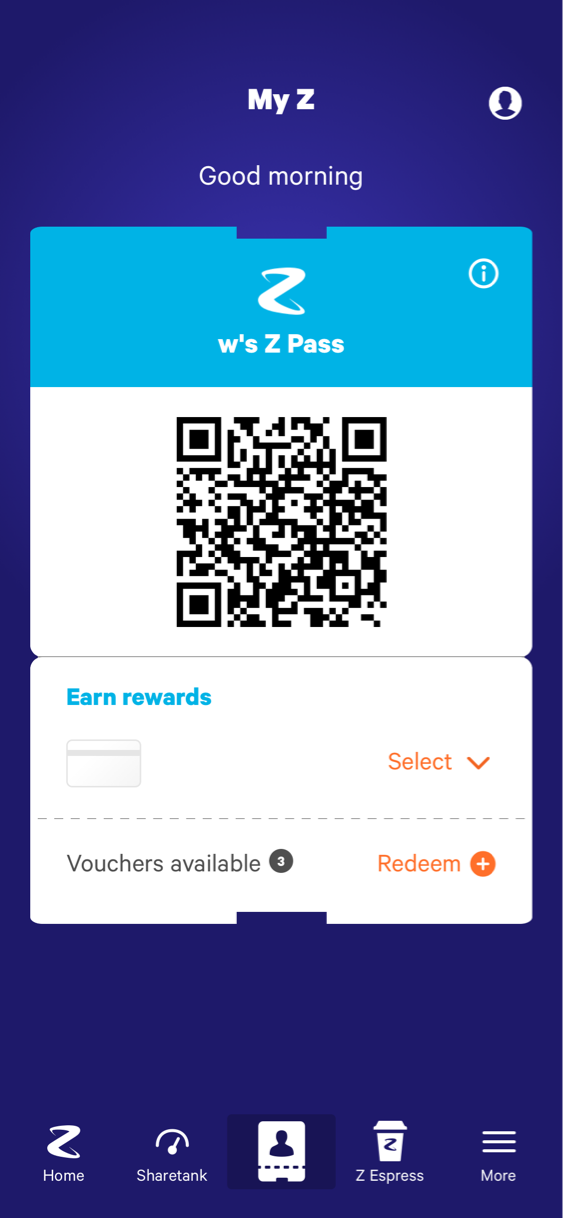 My Z
Good morning
w's Z Pass
Earn rewards
Select
Vouchers available 3
Redeem
Home
Sharetank
Z Espress
More